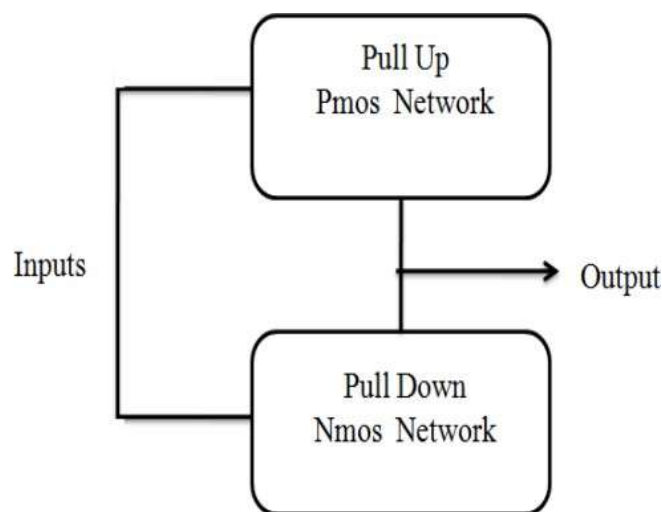 Pull Up
Pmos Network
Inputs
Output
Pull Down
Nmos Network